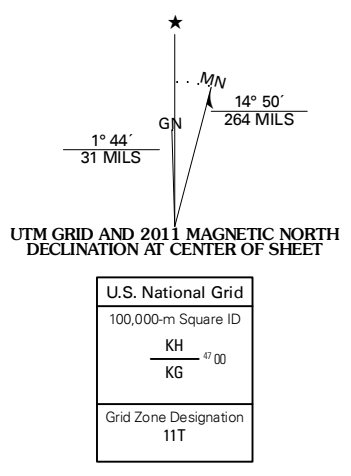 ★
MN
14° 50´
264 MILS
GN
1° 44´
31 MILS
UTM GRID AND 2011 MAGNETIC NORTH
DECLINATION AT CENTER OF SHEET
U.S. National Grid
100,000-m Square ID
KH
47 00
KG
Grid Zone Designation
11T